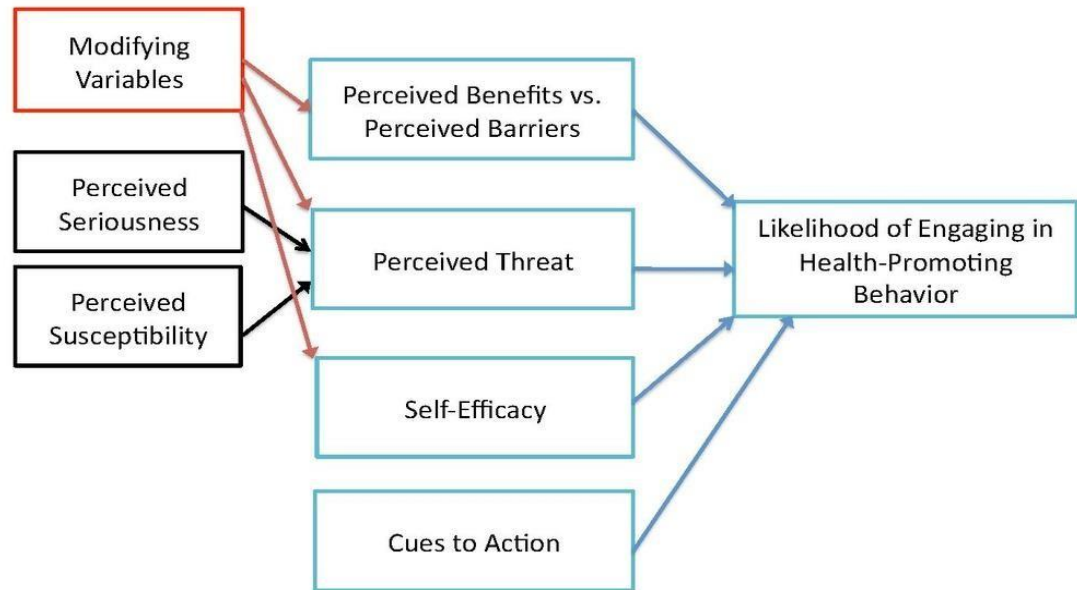 Modifying
Variables
Perceived
Seriousness
Perceived
Susceptibility
Perceived Benefits vs.
Perceived Barriers
Perceived Threat
Self-Efficacy
Cues to Action
Likelihood of Engaging in
Health-Promoting
Behavior